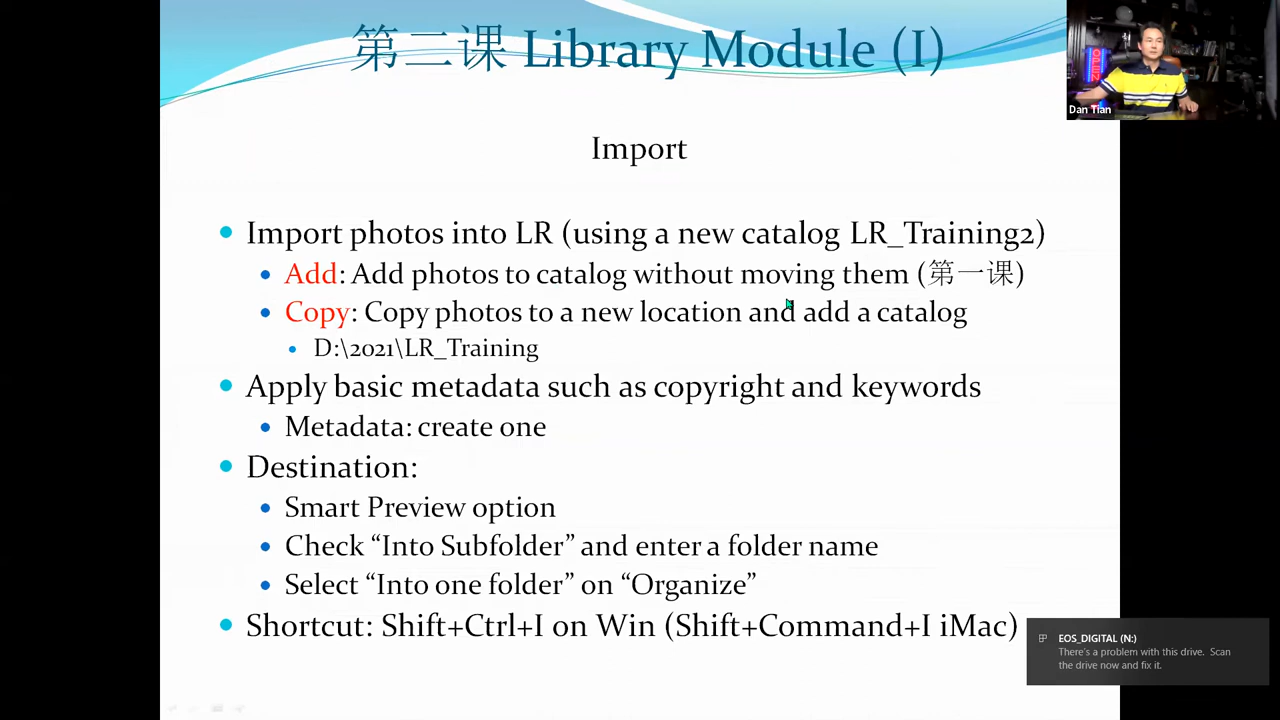 第二课 Library Module (I)
Dan Tian
OPEN
Import
Import photos into LR (using a new catalog LR_Training2)
Add: Add photos to catalog without moving them (第一课)
Copy: Copy photos to a new location and add a catalog
D:\2021\LR_Training
Apply basic metadata such as copyright and keywords
Metadata: create one
Destination:
Smart Preview option
Check “Into Subfolder” and enter a folder name
Select “Into one folder” on “Organize”
Shortcut: Shift+Ctrl+I on Win (Shift+Command+I iMac)
EOS_DIGITAL (N:)
There's a problem with this drive. Scan
the drive now and fix it.